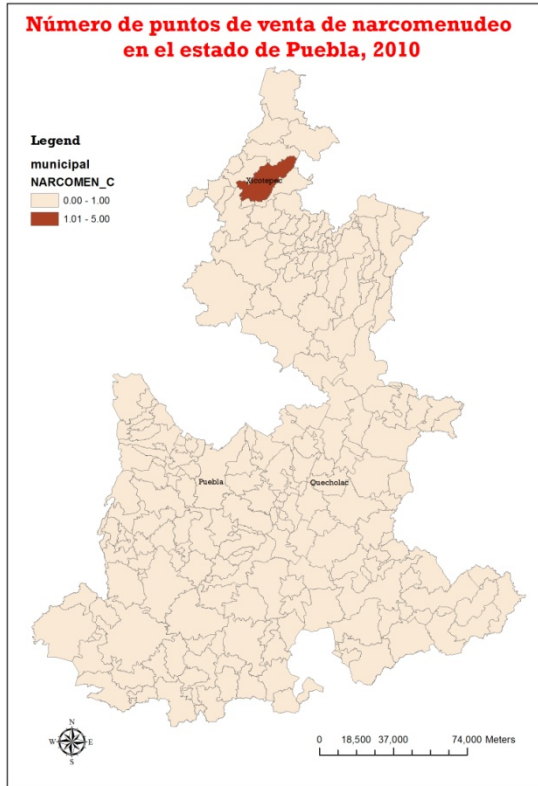 Número de puntos de venta de narcomenudeo
en el estado de Puebla, 2010
Legend
municipal
NARCOMEN_C
0.00 - 1.00
1.01 - 5.00
Xicotepec
Puebla
Quecholac
N
W E
S
0 18,500 37,000 74,000 Meters